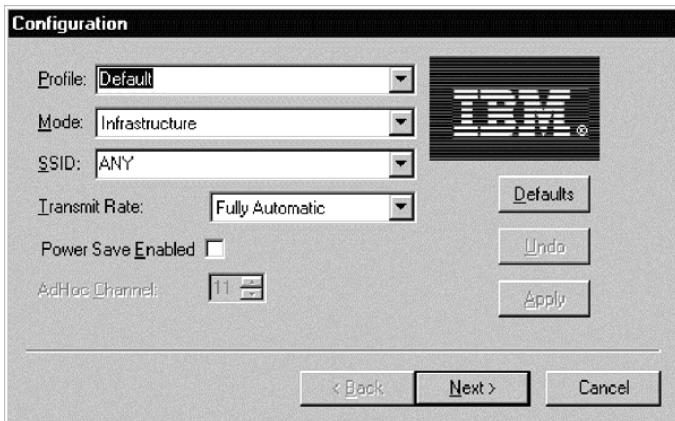 Configuration
Profile: Default
IBM®
Mode: Infrastructure
SSID: ANY
Defaults
Transmit Rate: Fully Automatic
Power Save Enabled
Undo
AdHoc Channel: 11
Apply
< Back Next > Cancel